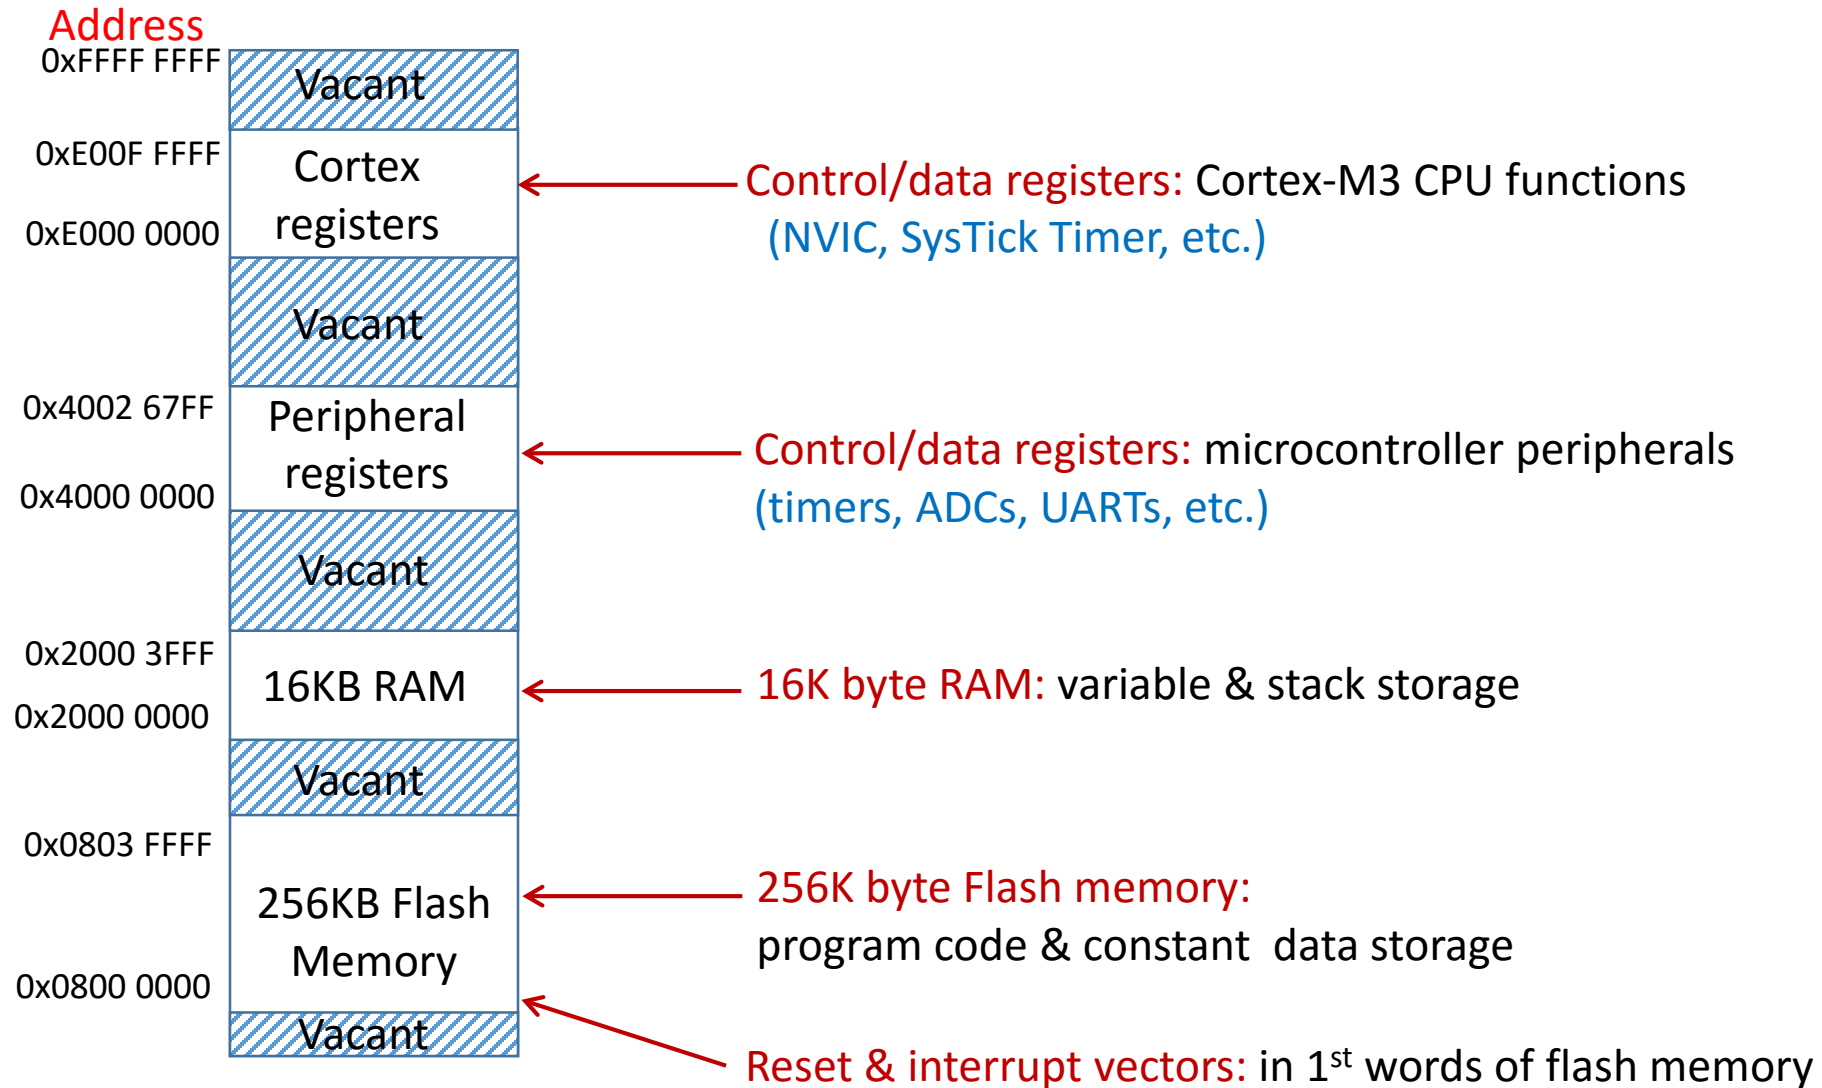 Address
0xFFFF FFFF
Vacant
0xE00F FFFF
Cortex
registers
0xE000 0000
Control/data registers: Cortex-M3 CPU functions
(NVIC, SysTick Timer, etc.)
Vacant
0x4002 67FF
Peripheral
registers
0x4000 0000
Control/data registers: microcontroller peripherals
(timers, ADCs, UARTs, etc.)
Vacant
0x2000 3FFF
16KB RAM
0x2000 0000
16K byte RAM: variable & stack storage
Vacant
0x0803 FFFF
256KB Flash
Memory
0x0800 0000
256K byte Flash memory:
program code & constant data storage
Vacant
Reset & interrupt vectors: in 1st words of flash memory